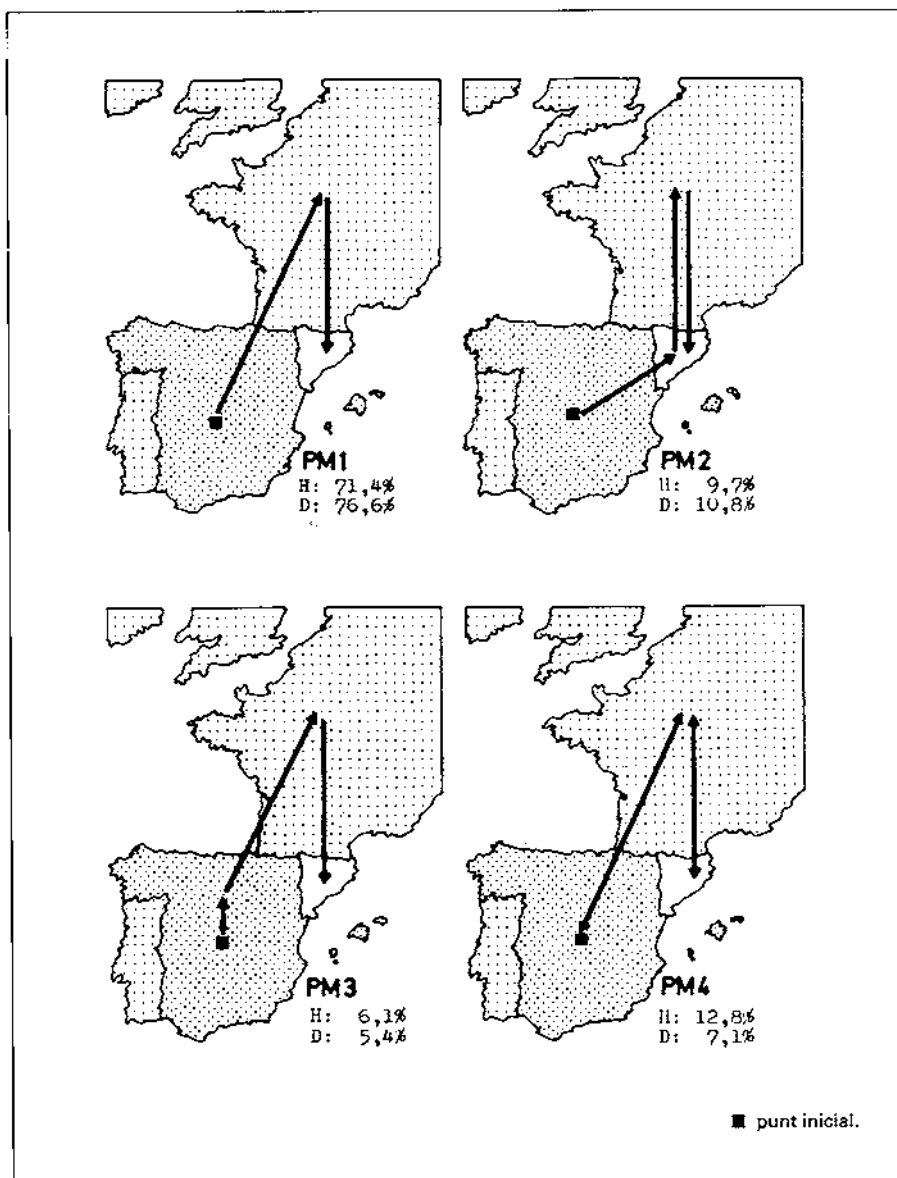 PM1
H: 71,4%
D: 76,6%
PM2
H: 9,7%
D: 10,8%
PM3
H: 6,1%
D: 5,4%
PM4
H: 12,8%
D: 7,1%
■ punt inicial.